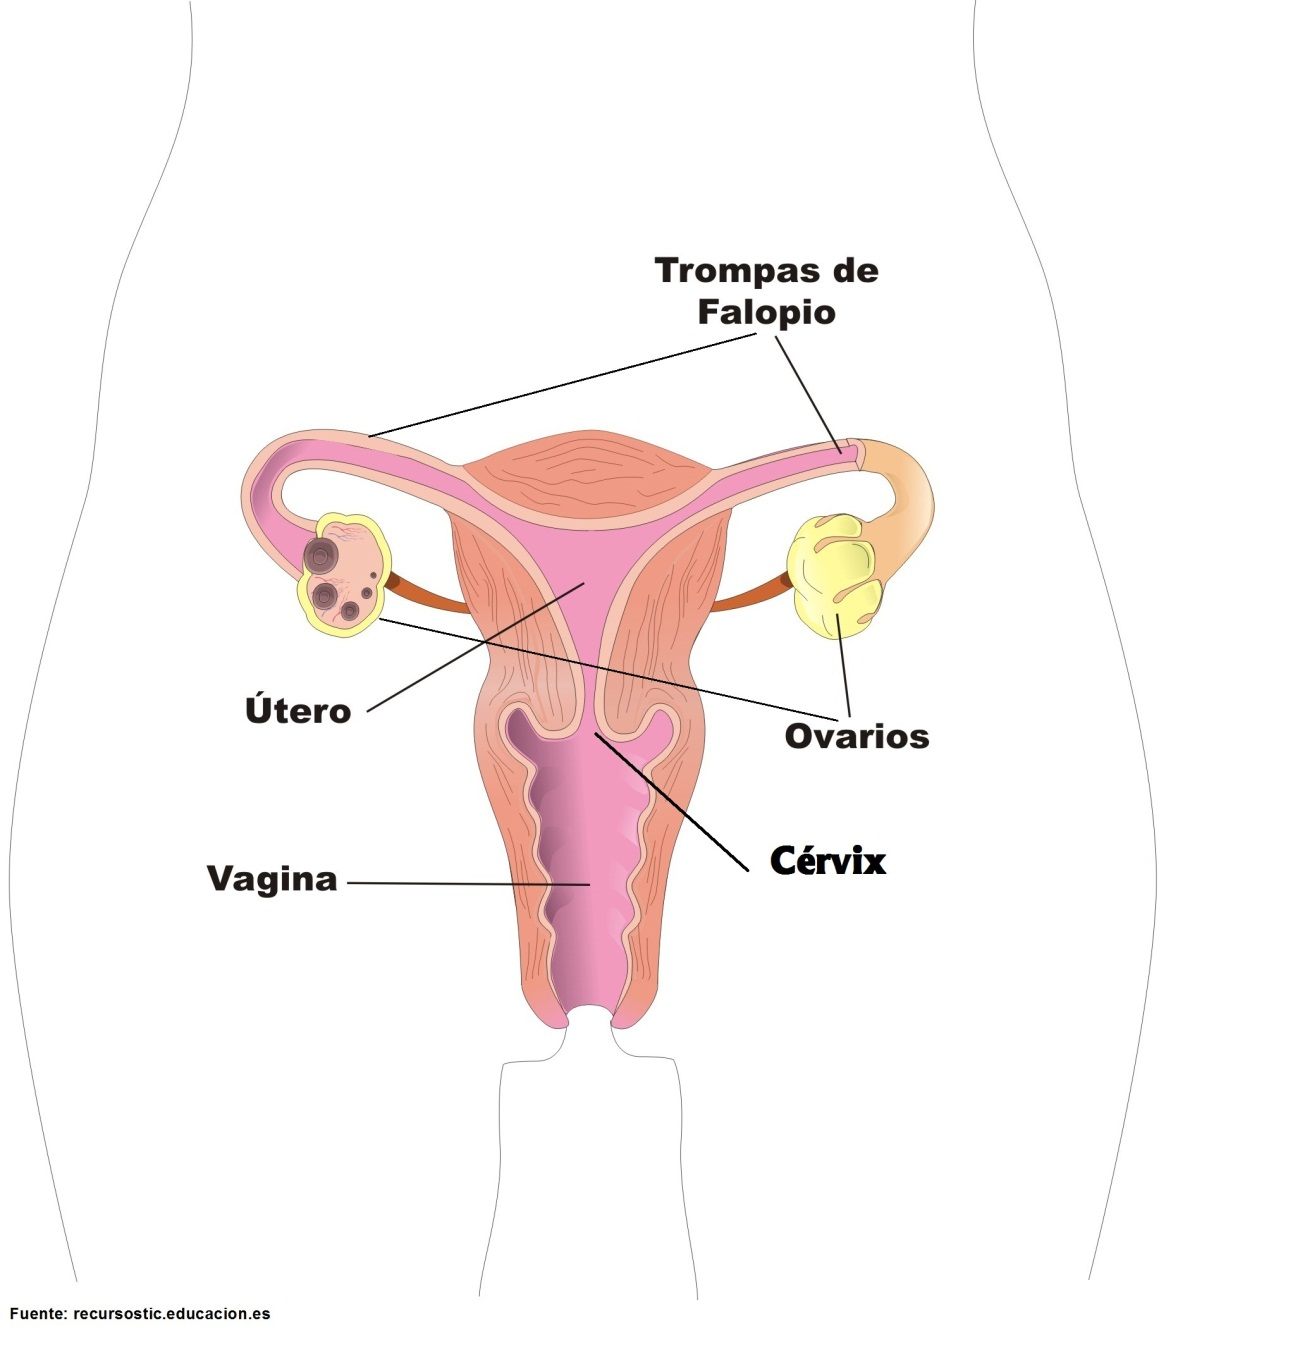 Trompas de
Falopio
Útero
Ovarios
Cérvix
Vagina
Fuente: recursostic.educacion.es